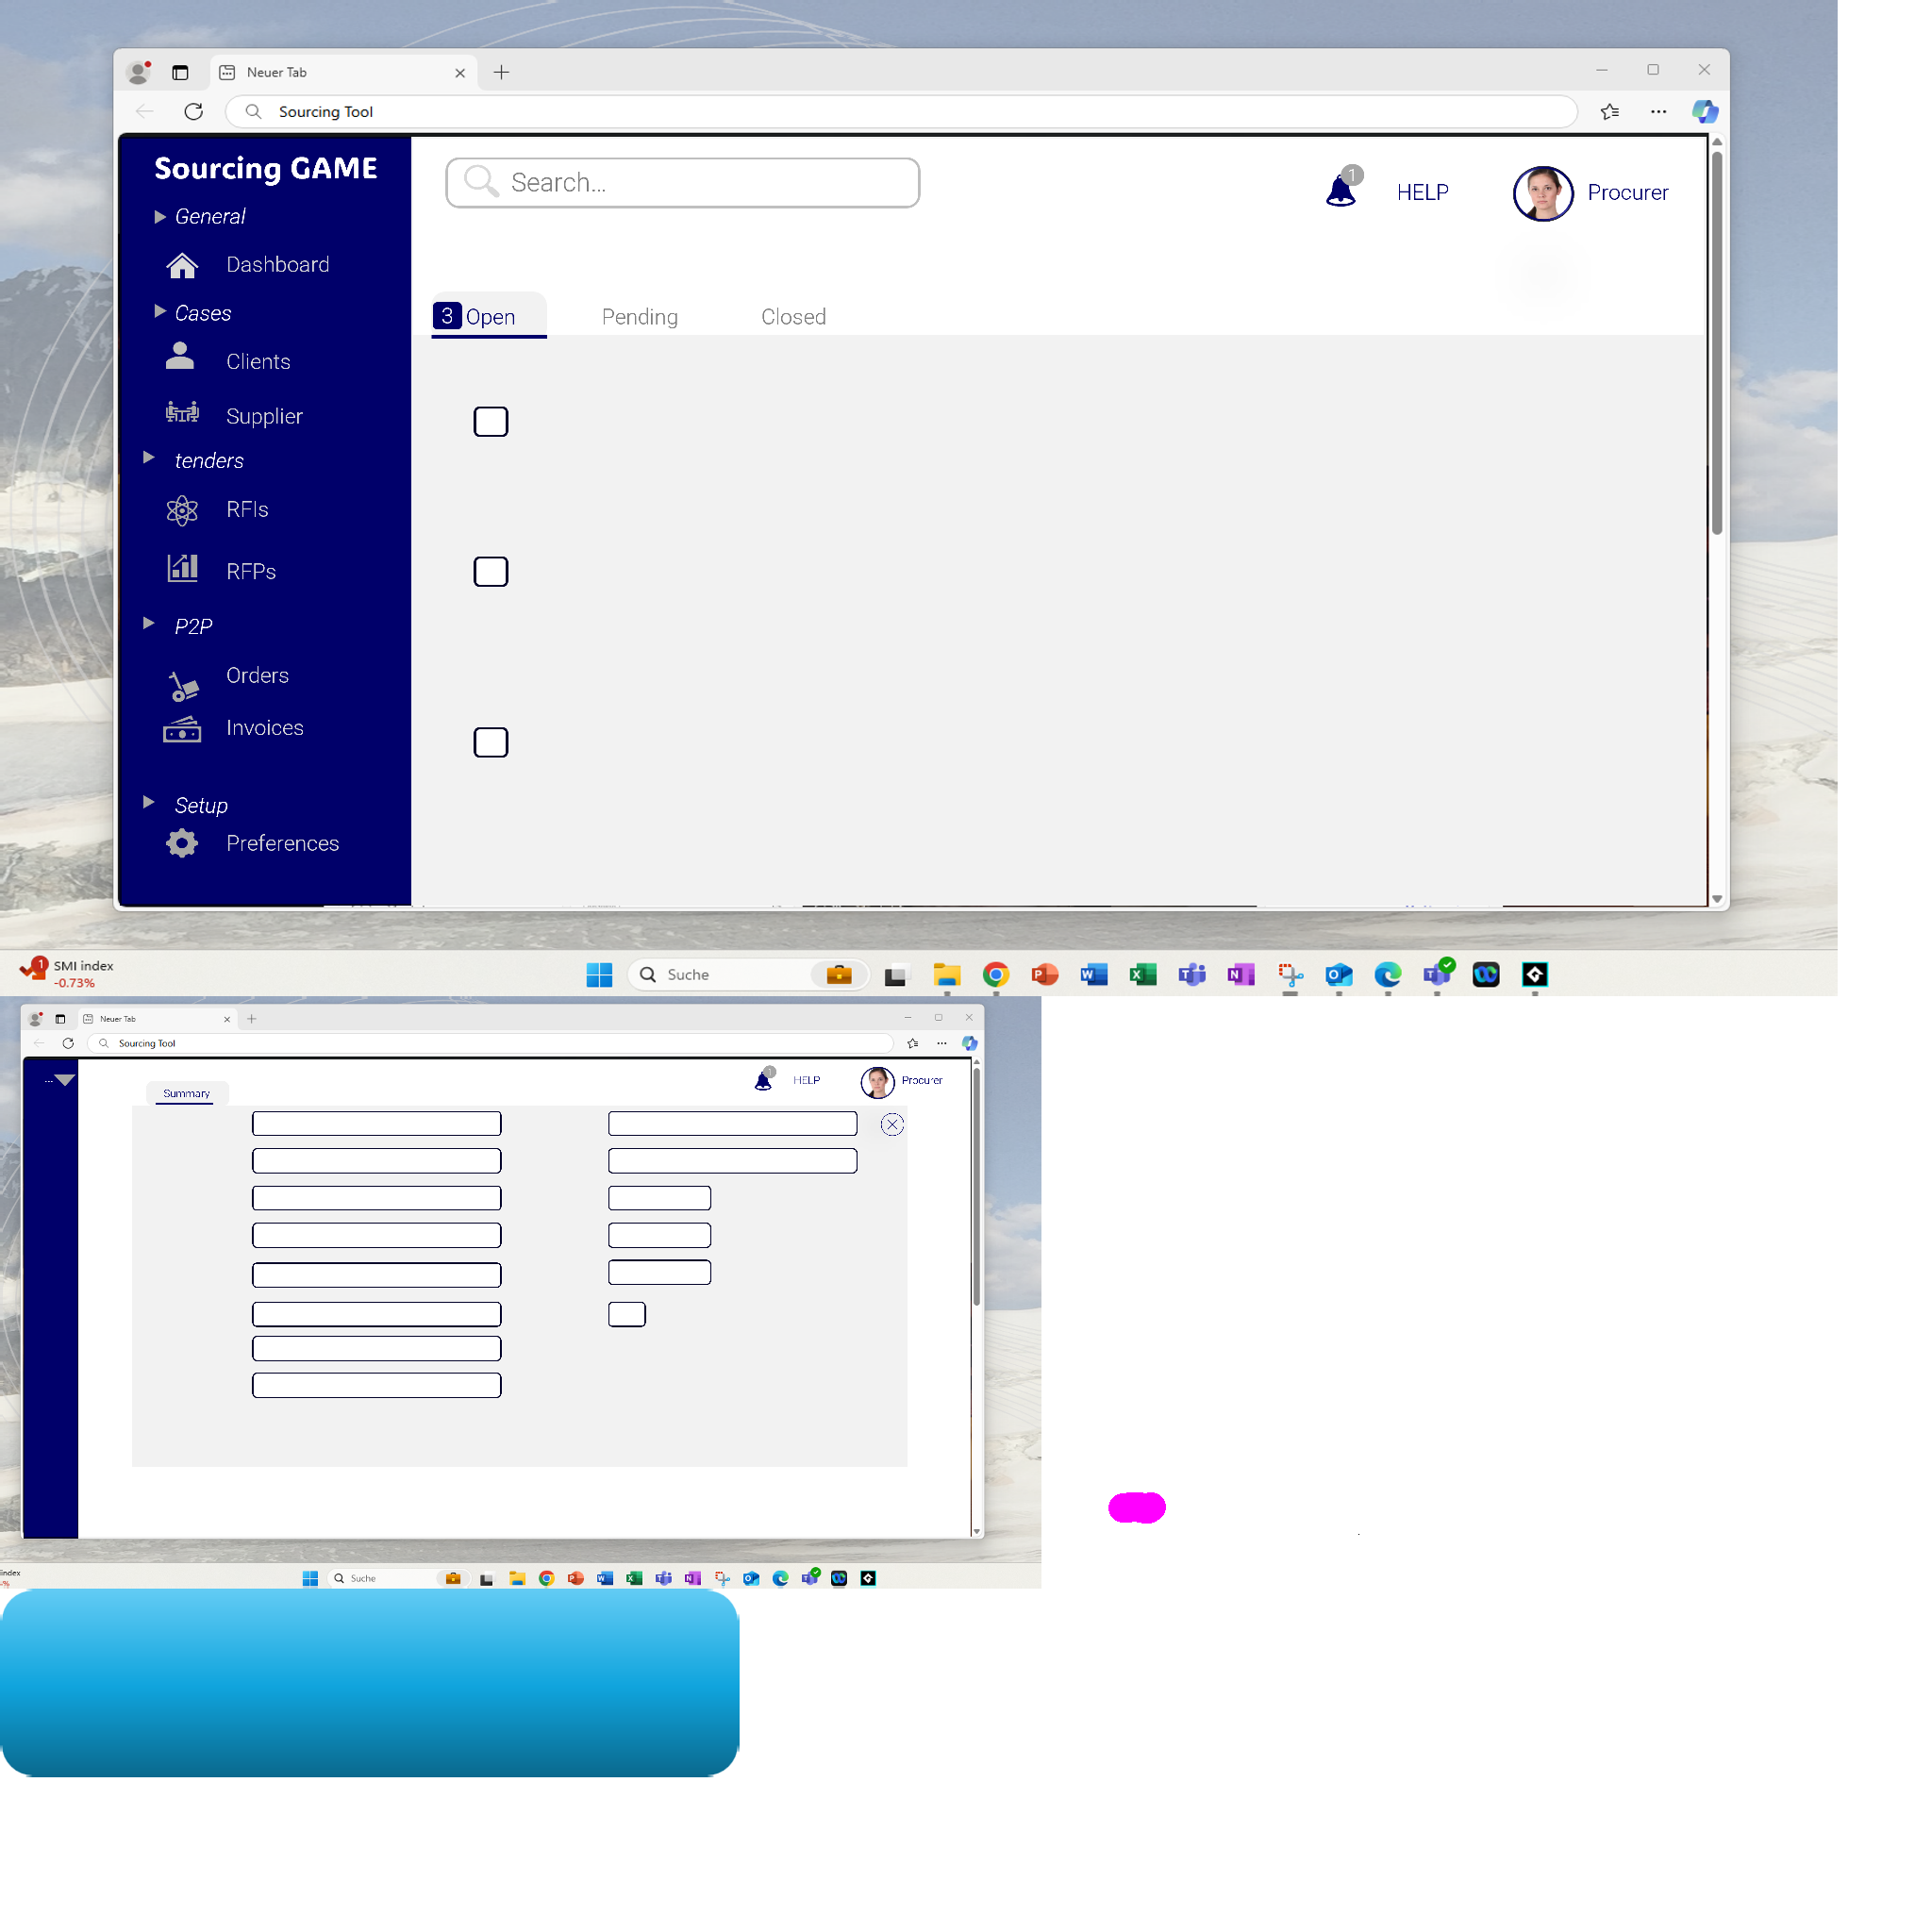 Neuer Tab
Sourcing Tool
Sourcing GAME
General
Dashboard
Cases
Clients
Supplier
tenders
RFIs
RFPs
P2P
Orders
Invoices
Setup
Preferences
Search...
1
HELP
Procurer
3 Open
Pending
Closed
1
SMI index
-0.73%
Suche
Neuer Tab
Sourcing Tool
...
Summary
1
HELP
Procurer
index
-%
Suche